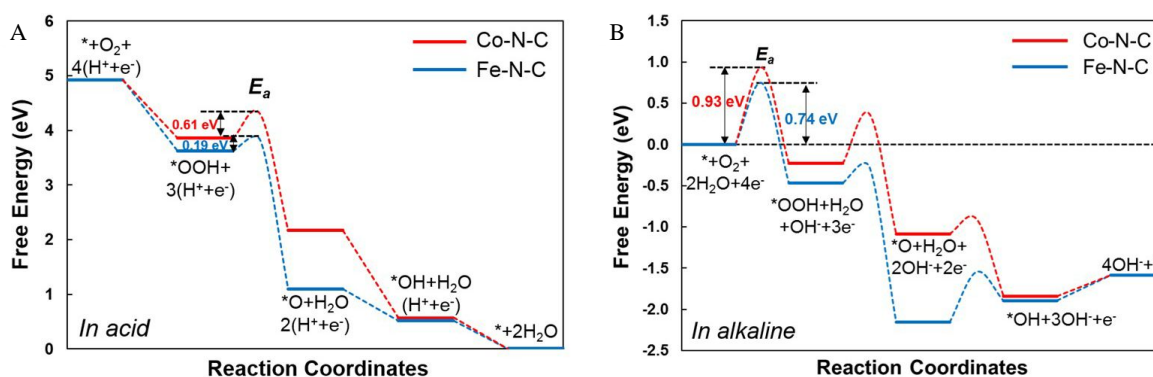 A
6
5
4
3
2
1
0
Free Energy (eV)
*+O₂+
4(H⁺+e⁻)
Eₐ
Co-N-C
Fe-N-C
0.61 eV
0.19 eV
*OOH+
3(H⁺+e⁻)
*O+H₂O
2(H⁺+e⁻)
*OH+H₂O
(H⁺+e⁻)
*+2H₂O
In acid
Reaction Coordinates
B
1.5
1.0
0.5
0.0
-0.5
-1.0
-1.5
-2.0
-2.5
Free Energy (eV)
Eₐ
Co-N-C
Fe-N-C
0.93 eV
0.74 eV
*+O₂+
2H₂O+4e⁻
*OOH+H₂O
+OH⁻+3e⁻
*O+H₂O+
2OH⁻+2e⁻
4OH⁻+
*OH+3OH⁻+e⁻
In alkaline
Reaction Coordinates